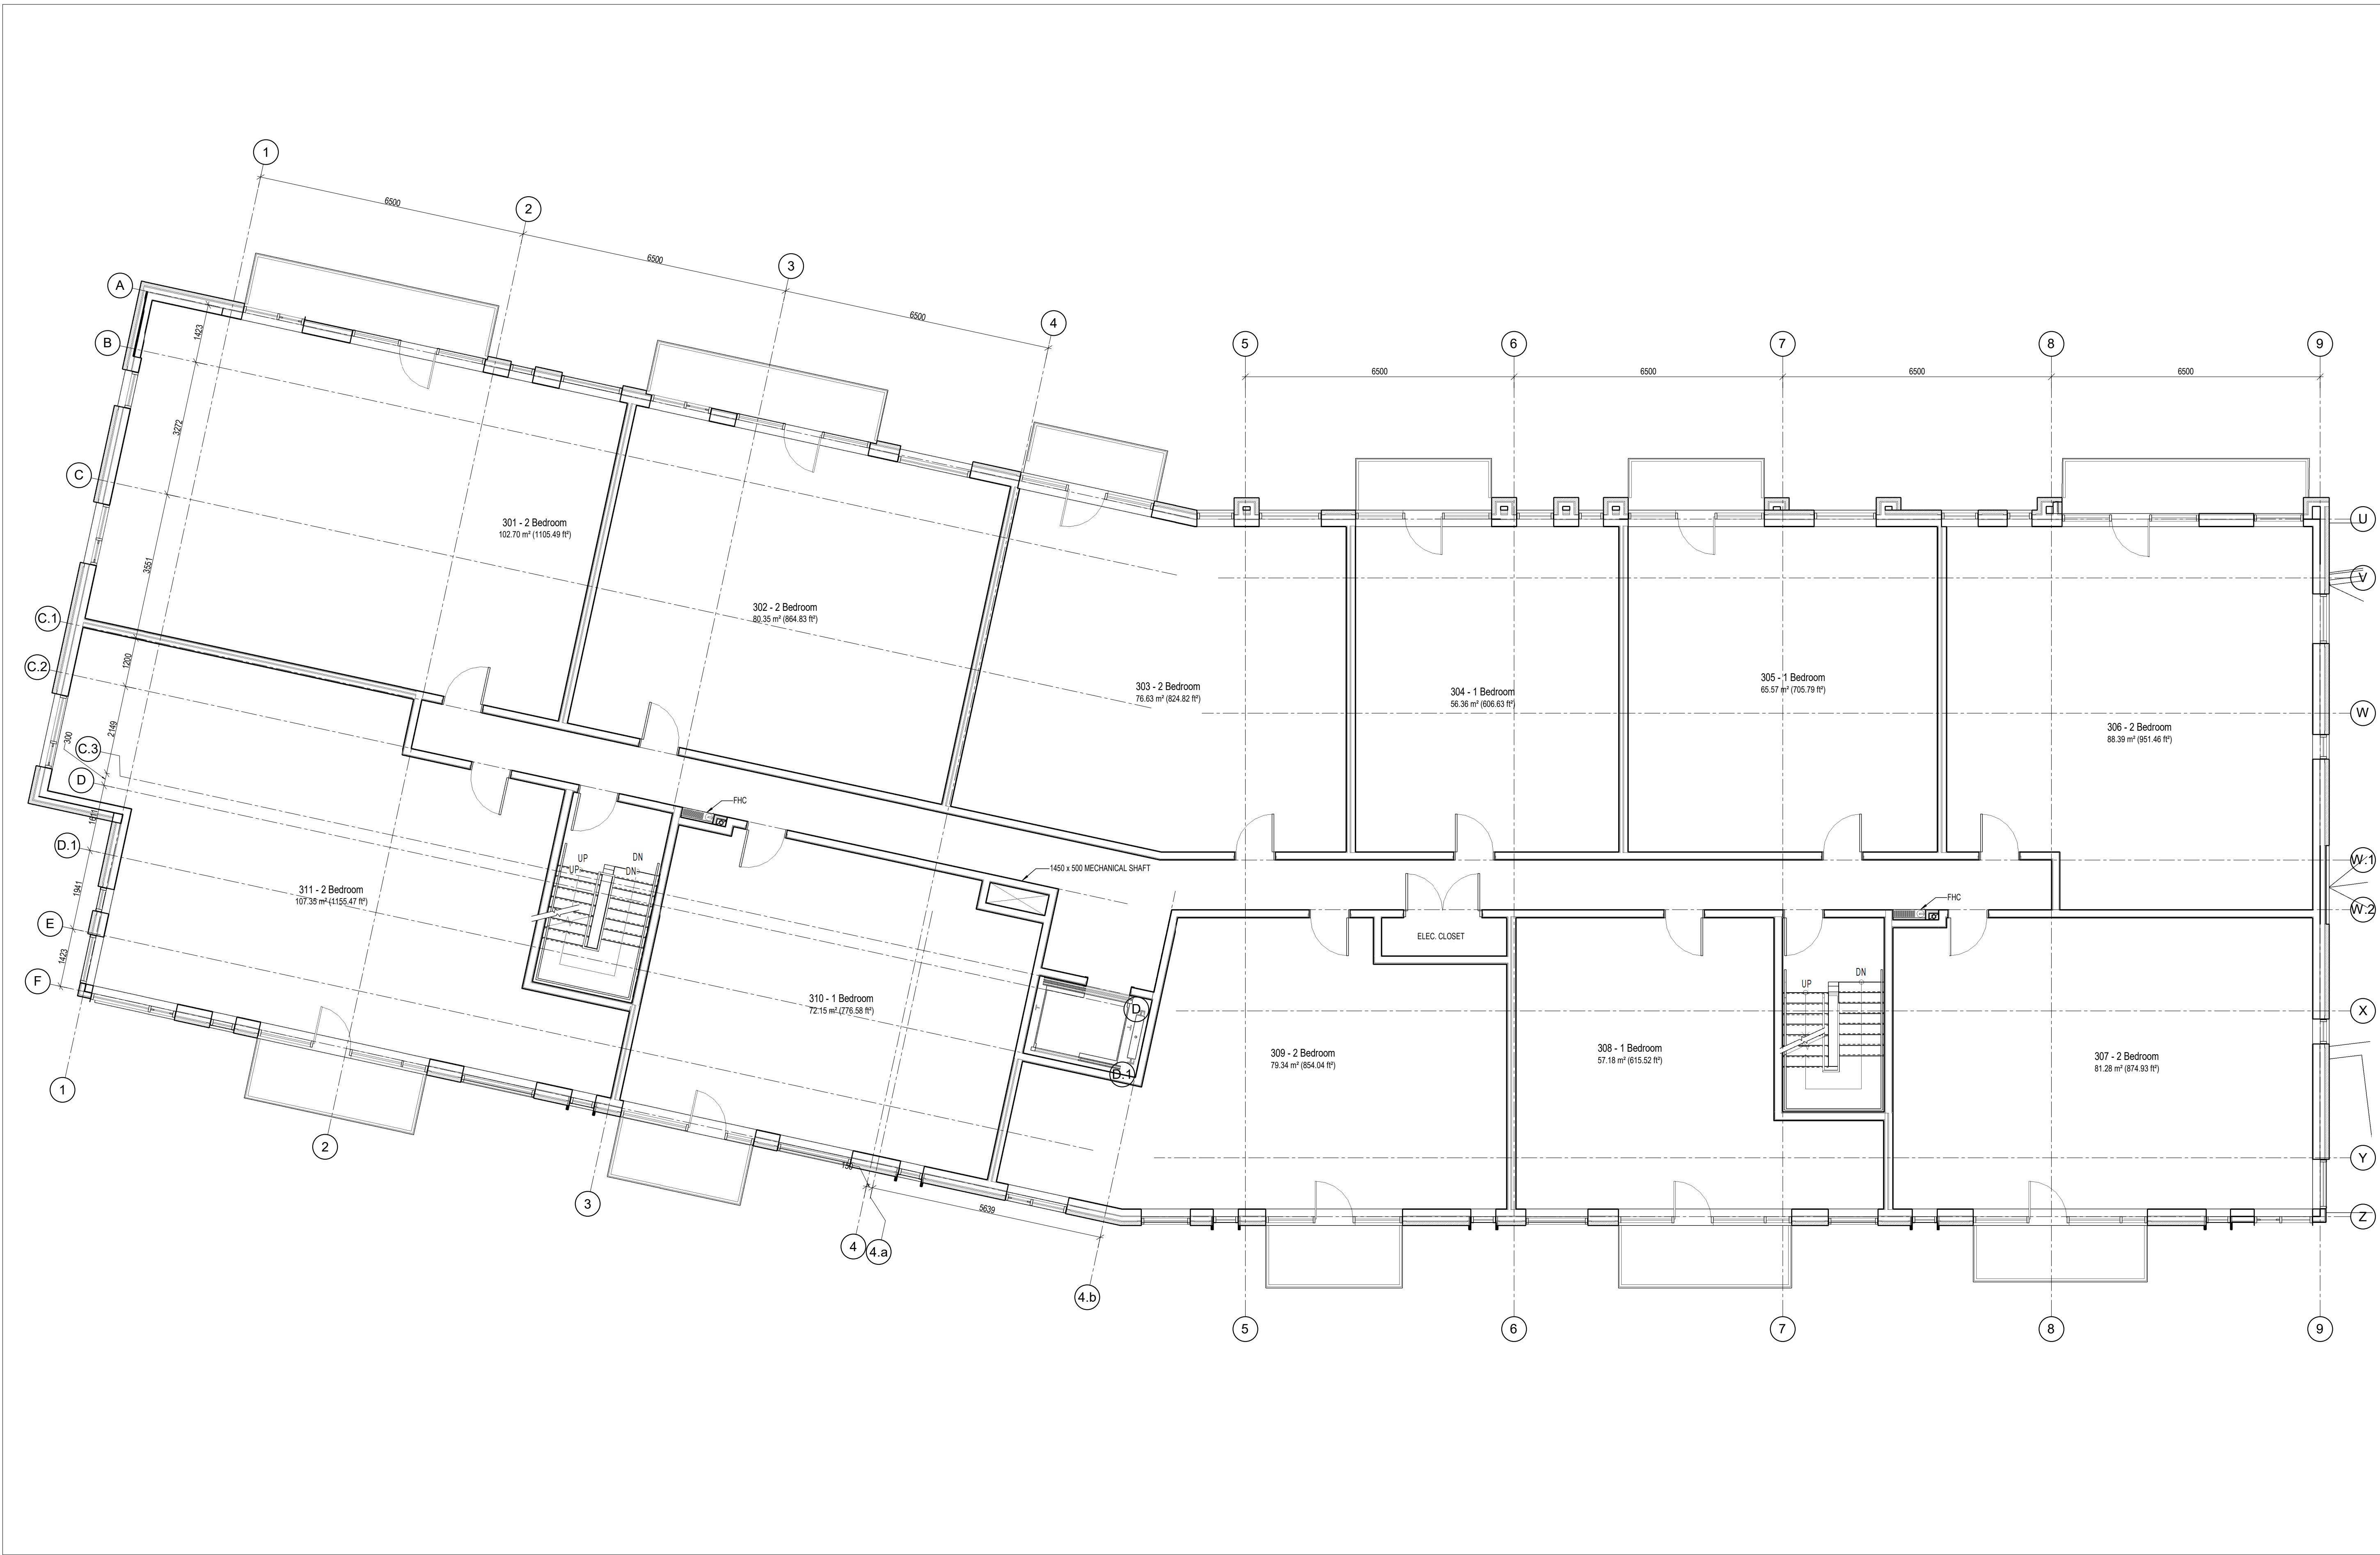 1
6500
2
6500
3
6500
4
A
B
C
C.1
C.2
C.3
D
D.1
E
F
1423
3272
3551
1200
2149
300
1941
1423
5
6
7
8
9
6500
6500
6500
6500
U
V
W
W.1
W.2
X
Y
Z
301 - 2 Bedroom
102.70 m² (1105.49 ft²)
302 - 2 Bedroom
80.35 m² (864.83 ft²)
303 - 2 Bedroom
76.63 m² (824.82 ft²)
304 - 1 Bedroom
56.36 m² (606.63 ft²)
305 - 1 Bedroom
65.57 m² (705.79 ft²)
306 - 2 Bedroom
88.39 m² (951.46 ft²)
FHC
UP
UP
DN
DN
1450 x 500 MECHANICAL SHAFT
FHC
ELEC. CLOSET
311 - 2 Bedroom
107.35 m² (1155.47 ft²)
310 - 1 Bedroom
72.15 m² (776.58 ft²)
D
D.1
309 - 2 Bedroom
79.34 m² (854.04 ft²)
308 - 1 Bedroom
57.18 m² (615.52 ft²)
UP
DN
307 - 2 Bedroom
81.28 m² (874.93 ft²)
150
5639
1
2
3
4
4.a
4.b
5
6
7
8
9